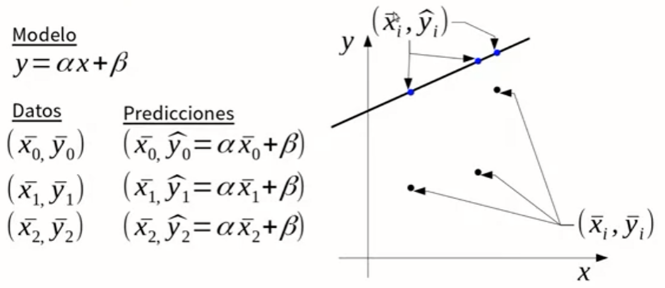 Modelo
y=αx+β
Datos Predicciones
(x̄₀, ȳ₀) (x̄₀, ŷ₀=αx̄₀+β)
(x̄₁, ȳ₁) (x̄₁, ŷ₁=αx̄₁+β)
(x̄₂, ȳ₂) (x̄₂, ŷ₂=αx̄₂+β)
(x̄ᵢ, ŷᵢ)
y
(x̄ᵢ, ȳᵢ)
x